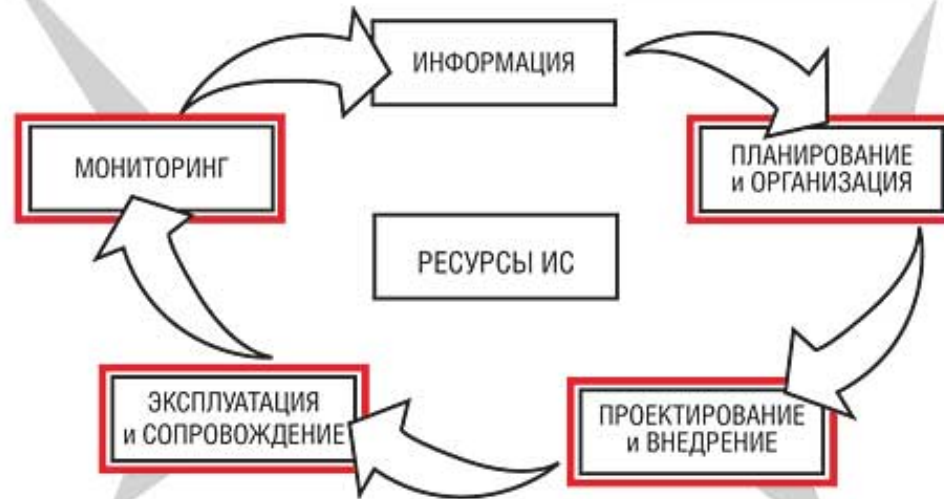 ИНФОРМАЦИЯ
МОНИТОРИНГ
ПЛАНИРОВАНИЕ
и ОРГАНИЗАЦИЯ
РЕСУРСЫ ИС
ЭКСПЛУАТАЦИЯ
и СОПРОВОЖДЕНИЕ
ПРОЕКТИРОВАНИЕ
и ВНЕДРЕНИЕ